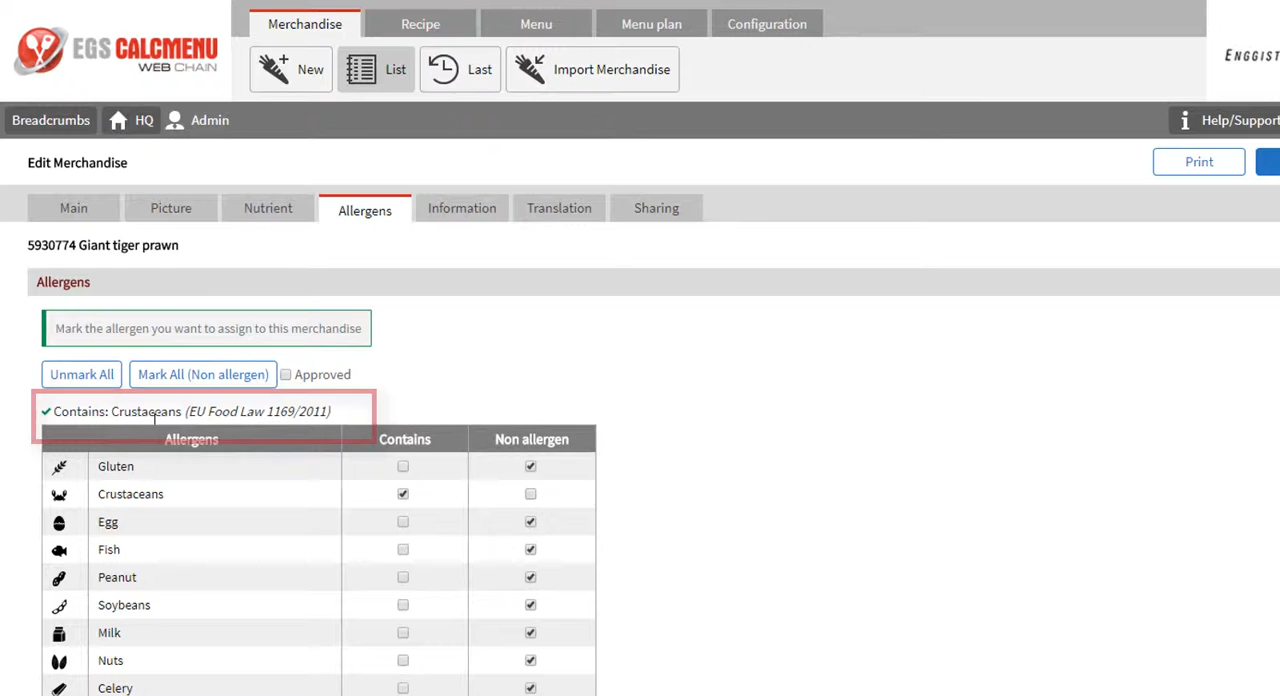 EGS CALCMENU
WEB CHAIN
Merchandise Recipe Menu Menu plan Configuration
New List Last Import Merchandise
ENGGIST
Breadcrumbs HQ Admin Help/Support
Edit Merchandise
Print
Main Picture Nutrient Allergens Information Translation Sharing
5930774 Giant tiger prawn
Allergens
Mark the allergen you want to assign to this merchandise
Unmark All Mark All (Non allergen) Approved
Contains: Crustaceans (EU Food Law 1169/2011)
Allergens Contains Non allergen
Gluten
Crustaceans
Egg
Fish
Peanut
Soybeans
Milk
Nuts
Celery